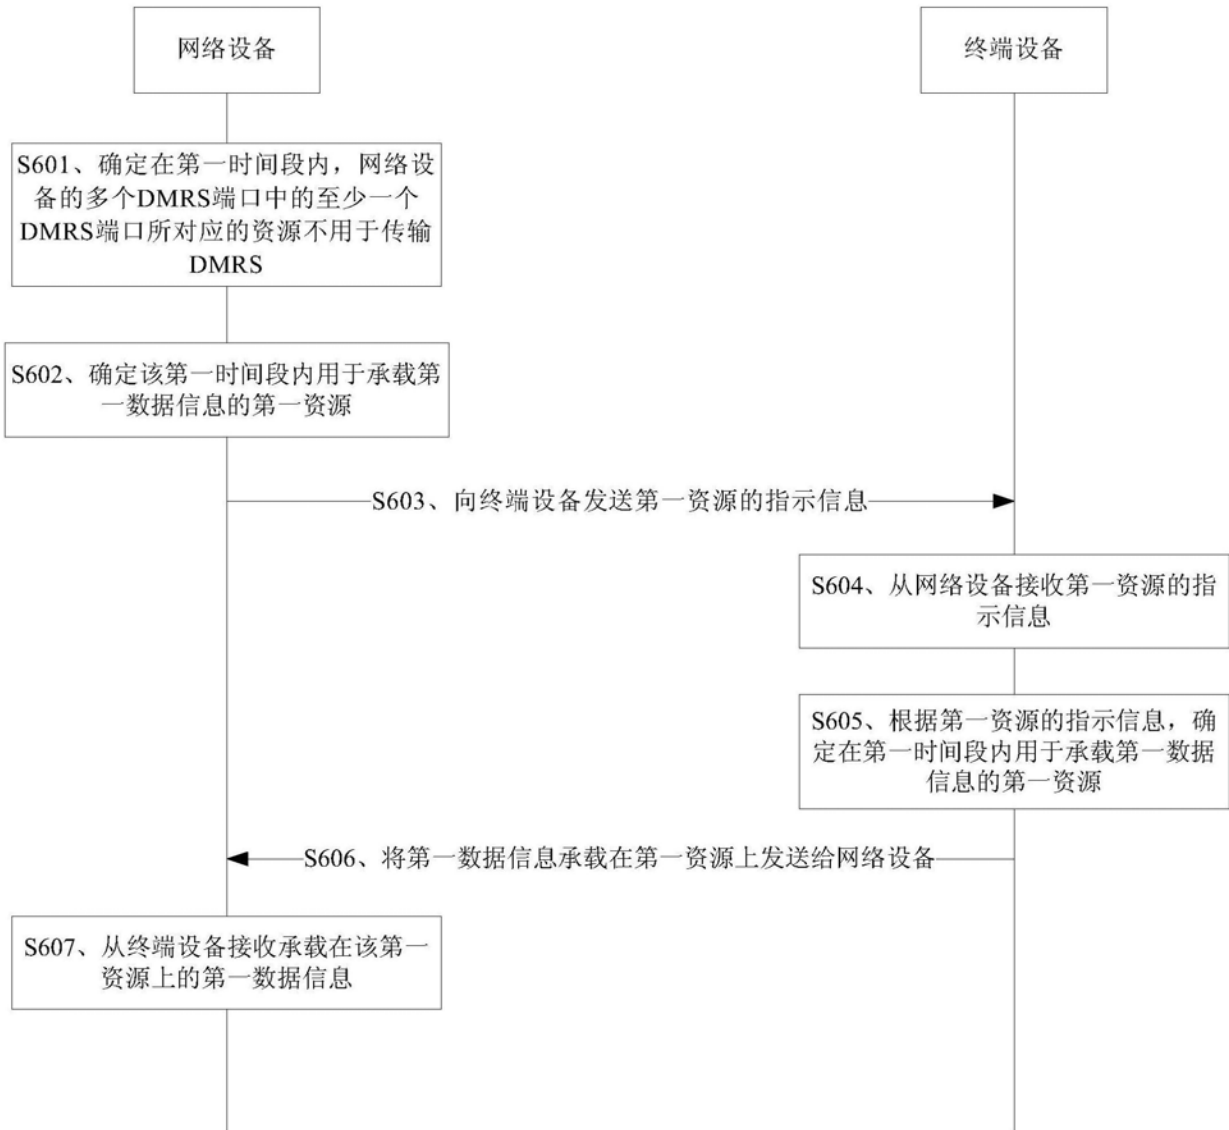 网络设备
终端设备
S601、确定在第一时间段内，网络设
备的多个DMRS端口中的至少一个
DMRS端口所对应的资源不用于传输
DMRS
S602、确定该第一时间段内用于承载第
一数据信息的第一资源
S603、向终端设备发送第一资源的指示信息
S604、从网络设备接收第一资源的指
示信息
S605、根据第一资源的指示信息，确
定在第一时间段内用于承载第一数据
信息的第一资源
S606、将第一数据信息承载在第一资源上发送给网络设备
S607、从终端设备接收承载在该第一
资源上的第一数据信息